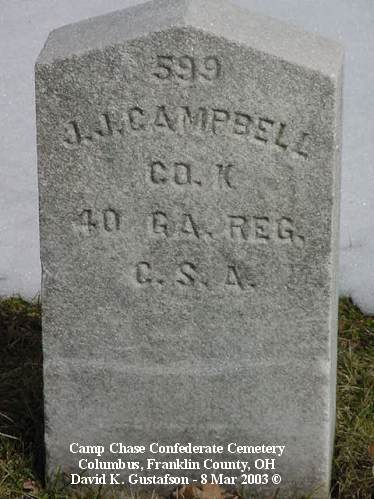 599
J.J.CAMPBELL
CO. K
40 GA. REG.
C. S. A.
Camp Chase Confederate Cemetery
Columbus, Franklin County, OH
David K. Gustafson - 8 Mar 2003 ©